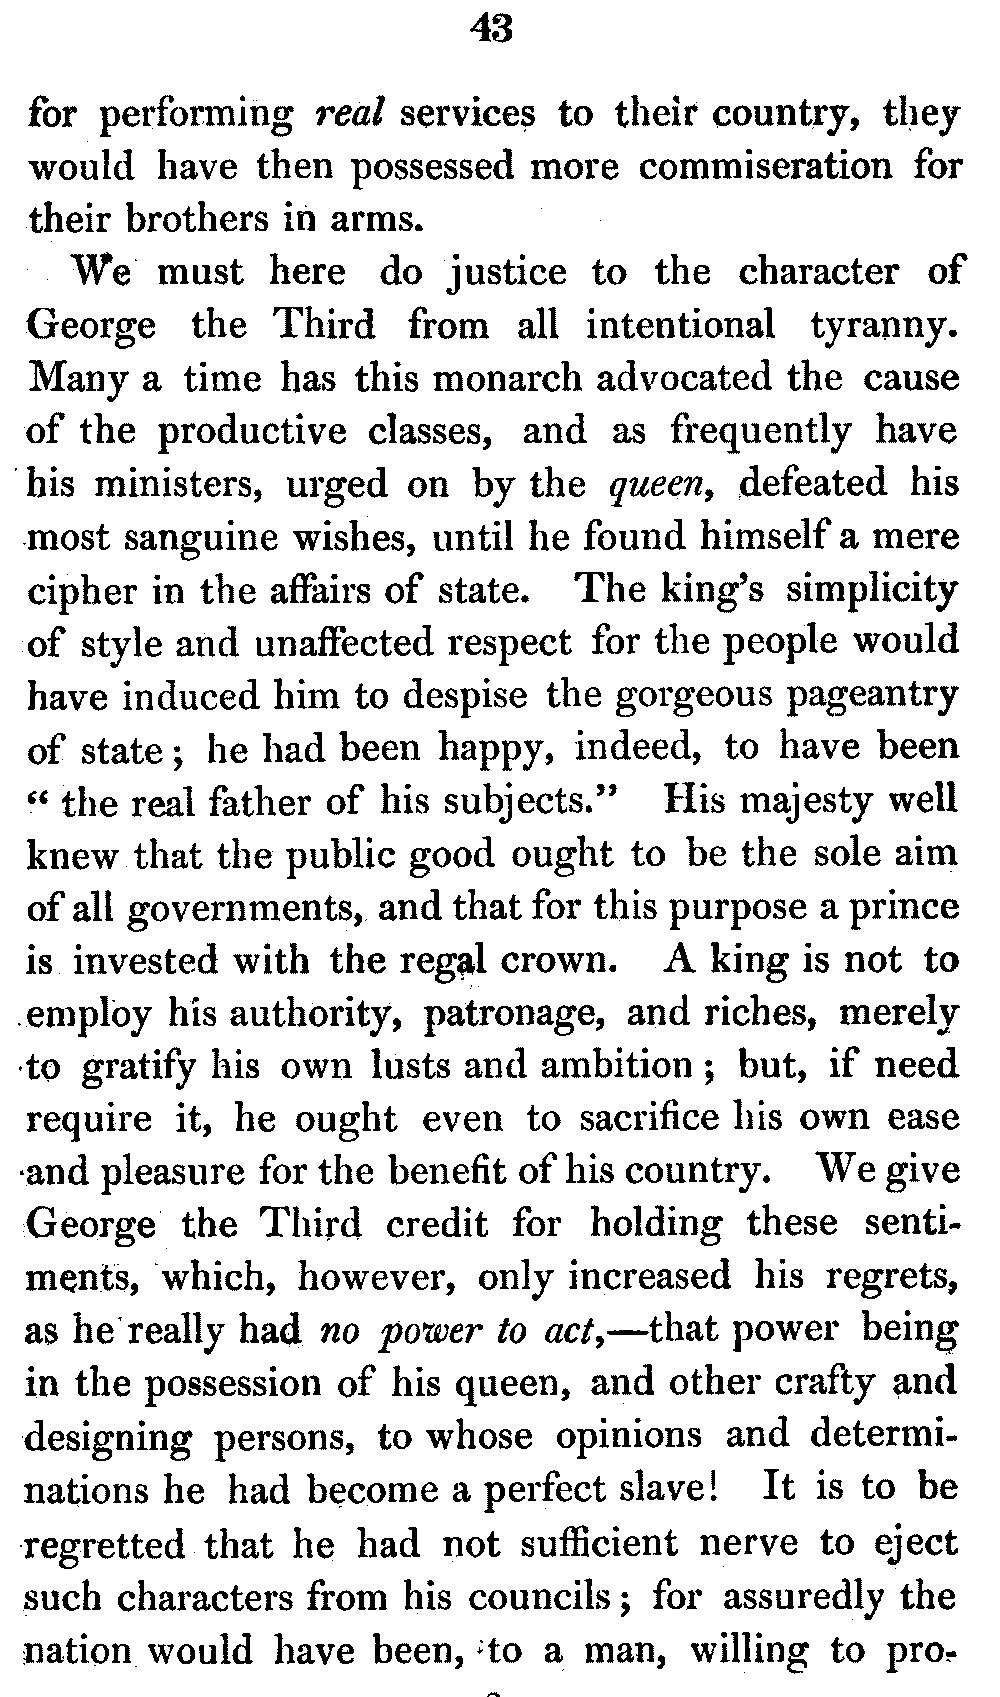 43
for performing real services to their country, they
would have then possessed more commiseration for
their brothers in arms.
We must here do justice to the character of
George the Third from all intentional tyranny.
Many a time has this monarch advocated the cause
of the productive classes, and as frequently have
his ministers, urged on by the queen, defeated his
most sanguine wishes, until he found himself a mere
cipher in the affairs of state. The king's simplicity
of style and unaffected respect for the people would
have induced him to despise the gorgeous pageantry
of state; he had been happy, indeed, to have been
“ the real father of his subjects.” His majesty well
knew that the public good ought to be the sole aim
of all governments, and that for this purpose a prince
is invested with the regal crown. A king is not to
employ his authority, patronage, and riches, merely
to gratify his own lusts and ambition ; but, if need
require it, he ought even to sacrifice his own ease
and pleasure for the benefit of his country. We give
George the Third credit for holding these senti-
ments, which, however, only increased his regrets,
as he really had no power to act,—that power being
in the possession of his queen, and other crafty and
designing persons, to whose opinions and determi-
nations he had become a perfect slave! It is to be
regretted that he had not sufficient nerve to eject
such characters from his councils ; for assuredly the
nation would have been, to a man, willing to pro-